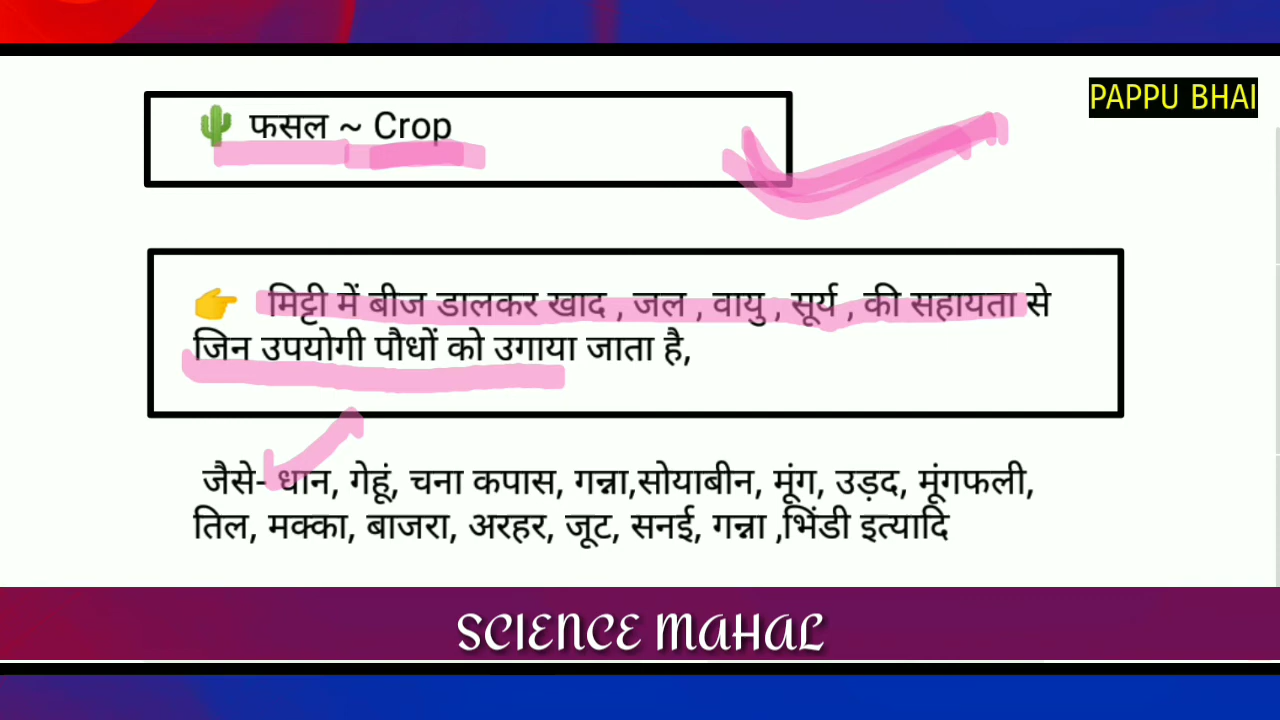 PAPPU BHAI
🌵 फसल ~ Crop
👉 मिट्टी में बीज डालकर खाद , जल , वायु , सूर्य , की सहायता से
जिन उपयोगी पौधों को उगाया जाता है,
जैसे- धान, गेहूं, चना कपास, गन्ना,सोयाबीन, मूंग, उड़द, मूंगफली,
तिल, मक्का, बाजरा, अरहर, जूट, सनई, गन्ना ,भिंडी इत्यादि
SCIENCE MAHAL